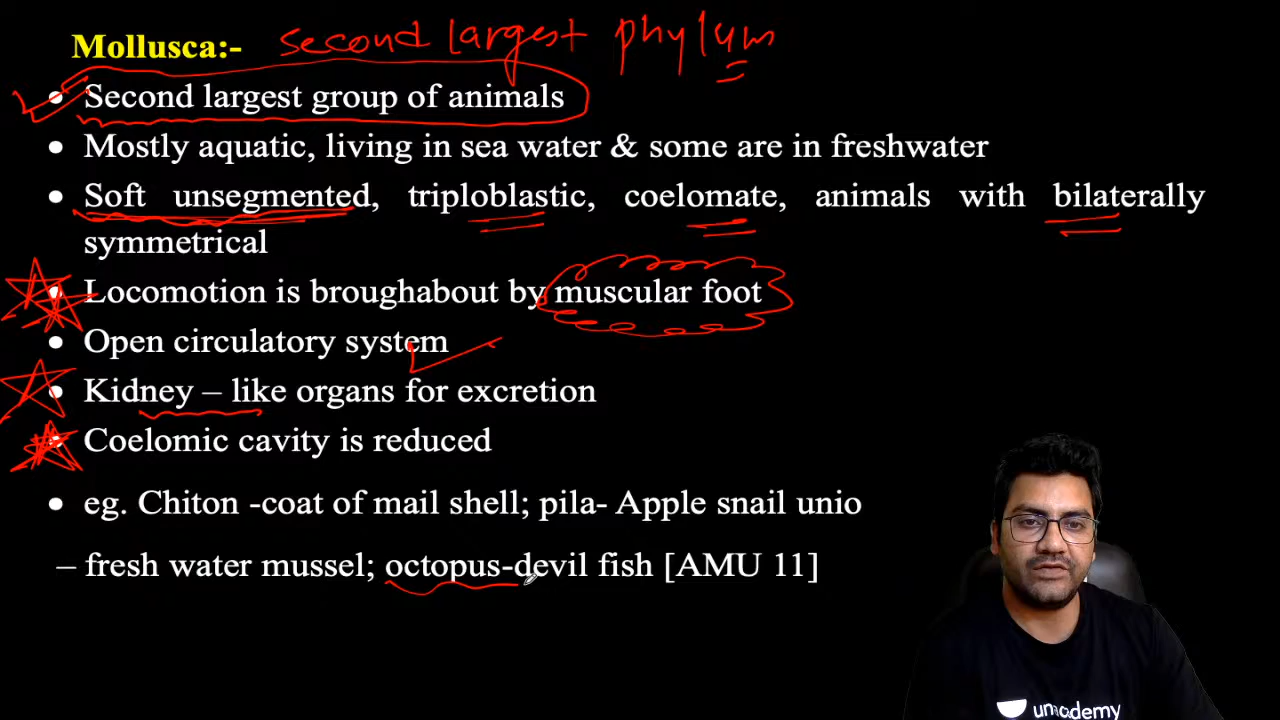 Mollusca:- second largest phylum
• Second largest group of animals
• Mostly aquatic, living in sea water & some are in freshwater
• Soft unsegmented, triploblastic, coelomate, animals with bilaterally
symmetrical
• Locomotion is broughabout by muscular foot
• Open circulatory system
• Kidney – like organs for excretion
• Coelomic cavity is reduced
• eg. Chiton -coat of mail shell; pila- Apple snail unio
– fresh water mussel; octopus-devil fish [AMU 11]
unacademy